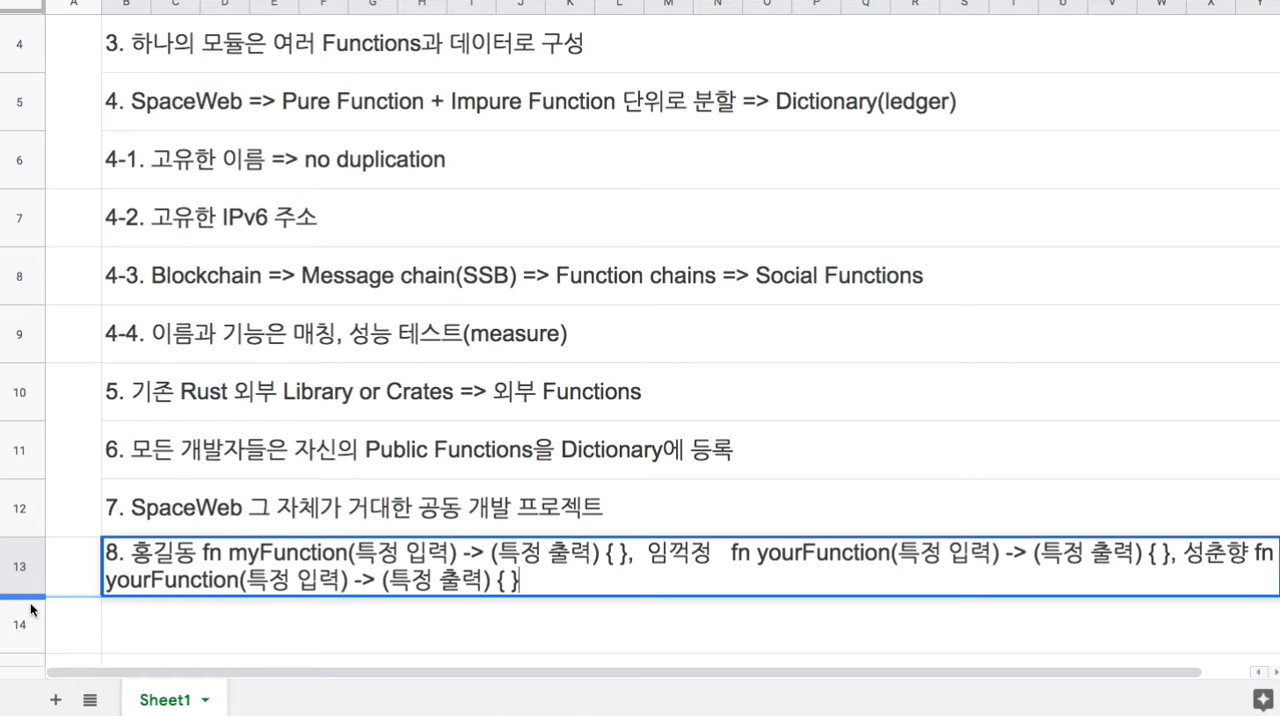 A B C D E F G H I J K L M N O P Q R S T U V W X Y
4 3. 하나의 모듈은 여러 Functions과 데이터로 구성
5 4. SpaceWeb => Pure Function + Impure Function 단위로 분할 => Dictionary(ledger)
6 4-1. 고유한 이름 => no duplication
7 4-2. 고유한 IPv6 주소
8 4-3. Blockchain => Message chain(SSB) => Function chains => Social Functions
9 4-4. 이름과 기능은 매칭, 성능 테스트(measure)
10 5. 기존 Rust 외부 Library or Crates => 외부 Functions
11 6. 모든 개발자들은 자신의 Public Functions을 Dictionary에 등록
12 7. SpaceWeb 그 자체가 거대한 공동 개발 프로젝트
13 8. 홍길동 fn myFunction(특정 입력) -> (특정 출력) { }, 임꺽정 fn yourFunction(특정 입력) -> (특정 출력) { }, 성춘향 fn
yourFunction(특정 입력) -> (특정 출력) { }
14
Sheet1